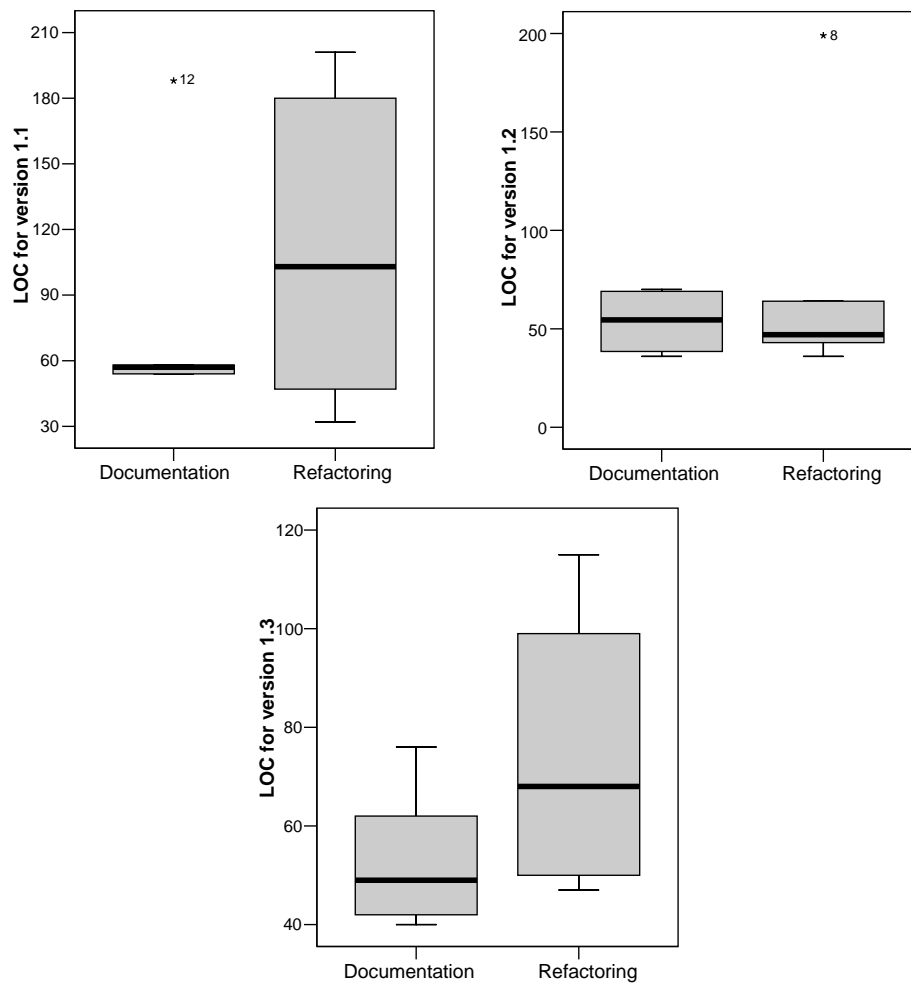 LOC for version 1.1
210
180
150
120
90
60
30
*12
Documentation
Refactoring
LOC for version 1.2
200
150
100
50
0
*8
Documentation
Refactoring
LOC for version 1.3
120
100
80
60
40
Documentation
Refactoring